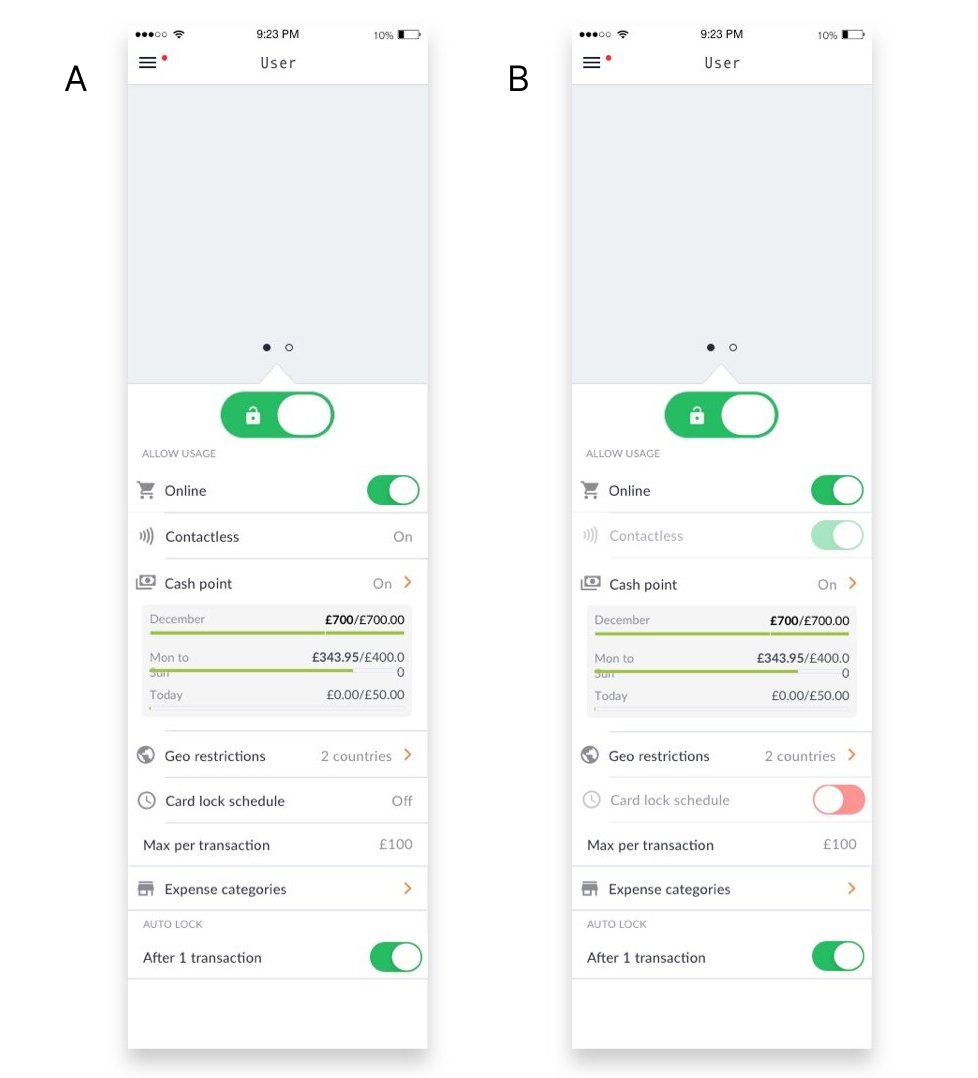 A
9:23 PM
10%
User
ALLOW USAGE
Online
Contactless
On
Cash point
On
December
£700/£700.00
Mon to
Sun
£343.95/£400.0
0
Today
£0.00/£50.00
Geo restrictions
2 countries
Card lock schedule
Off
Max per transaction
£100
Expense categories
AUTO LOCK
After 1 transaction
B
9:23 PM
10%
User
ALLOW USAGE
Online
Contactless
Cash point
On
December
£700/£700.00
Mon to
Sun
£343.95/£400.0
0
Today
£0.00/£50.00
Geo restrictions
2 countries
Card lock schedule
Max per transaction
£100
Expense categories
AUTO LOCK
After 1 transaction